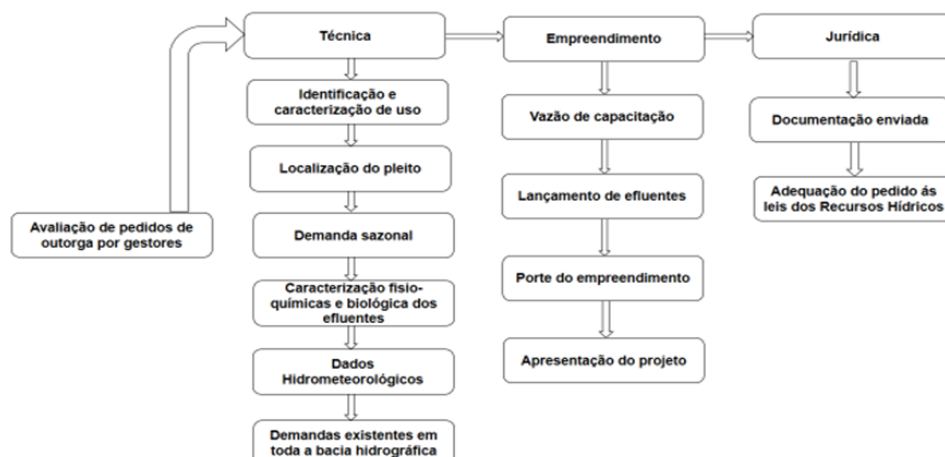 Técnica
Empreendimento
Jurídica
Identificação e
caracterização de uso
Vazão de capacitação
Documentação enviada
Localização do pleito
Lançamento de efluentes
Adequação do pedido ás
leis dos Recursos Hídricos
Avaliação de pedidos de
outorga por gestores
Demanda sazonal
Caracterização fisio-
químicas e biológica dos
efluentes
Porte do empreendimento
Dados
Hidrometeorológicos
Apresentação do projeto
Demandas existentes em
toda a bacia hidrográfica